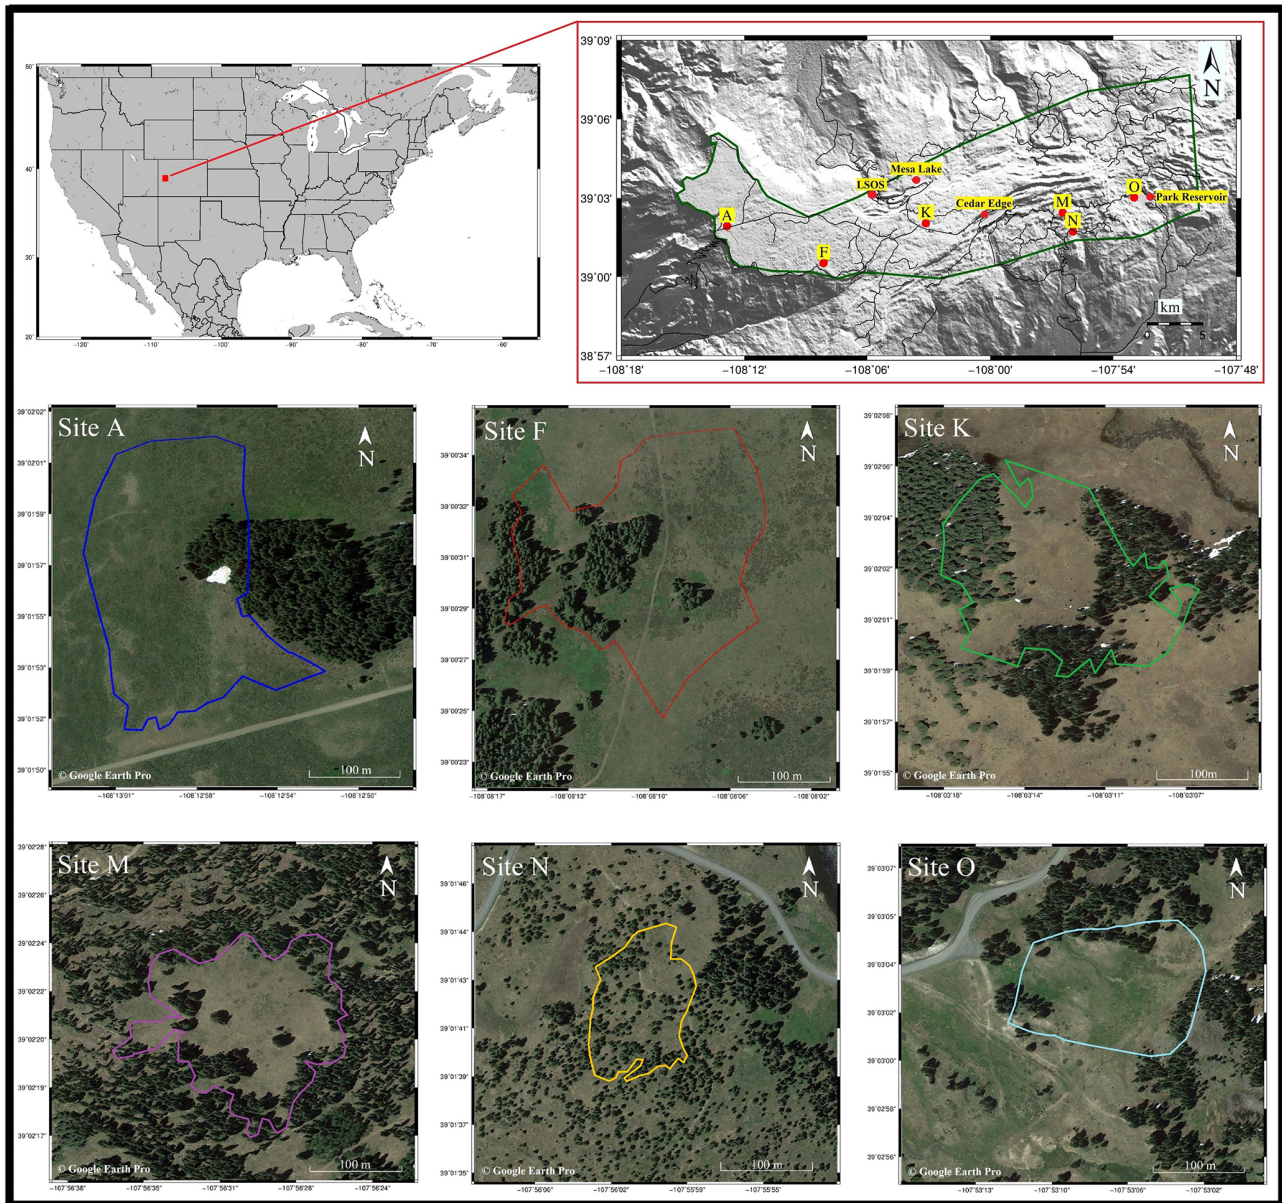 50°
40°
30°
20°
−120° −110° −100° −90° −80° −70° −60°
39˚09'
39˚06'
39˚03'
39˚00'
38˚57'
−108˚18' −108˚12' −108˚06' −108˚00' −107˚54' −107˚48'
N
Mesa Lake
LSOS
A
F
K
Cedar Edge
M
N
O
Park Reservoir
km
0 5
Site A
N
39˚02'02"
39˚02'01"
39˚01'59"
39˚01'57"
39˚01'55"
39˚01'53"
39˚01'52"
39˚01'50"
© Google Earth Pro
100 m
−108˚13'01" −108˚12'58" −108˚12'54" −108˚12'50"
Site F
N
39˚00'34"
39˚00'32"
39˚00'31"
39˚00'29"
39˚00'27"
39˚00'25"
39˚00'23"
© Google Earth Pro
100 m
−108˚08'17" −108˚08'13" −108˚08'10" −108˚08'06" −108˚08'02"
Site K
N
39˚02'08"
39˚02'06"
39˚02'04"
39˚02'02"
39˚02'01"
39˚01'59"
39˚01'57"
39˚01'55"
© Google Earth Pro
100m
−108˚03'18" −108˚03'14" −108˚03'11" −108˚03'07"
Site M
N
39˚02'28"
39˚02'26"
39˚02'24"
39˚02'22"
39˚02'20"
39˚02'19"
39˚02'17"
© Google Earth Pro
100 m
−107˚56'38" −107˚56'35" −107˚56'31" −107˚56'28" −107˚56'24"
Site N
N
39˚01'46"
39˚01'44"
39˚01'43"
39˚01'41"
39˚01'39"
39˚01'37"
39˚01'35"
© Google Earth Pro
100 m
−107˚56'06" −107˚56'02" −107˚55'59" −107˚55'55"
Site O
N
39˚03'07"
39˚03'05"
39˚03'04"
39˚03'02"
39˚03'00"
39˚02'58"
39˚02'56"
© Google Earth Pro
100 m
−107˚53'13" −107˚53'10" −107˚53'06" −107˚53'02"